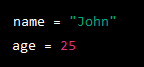 name = "John"
age = 25